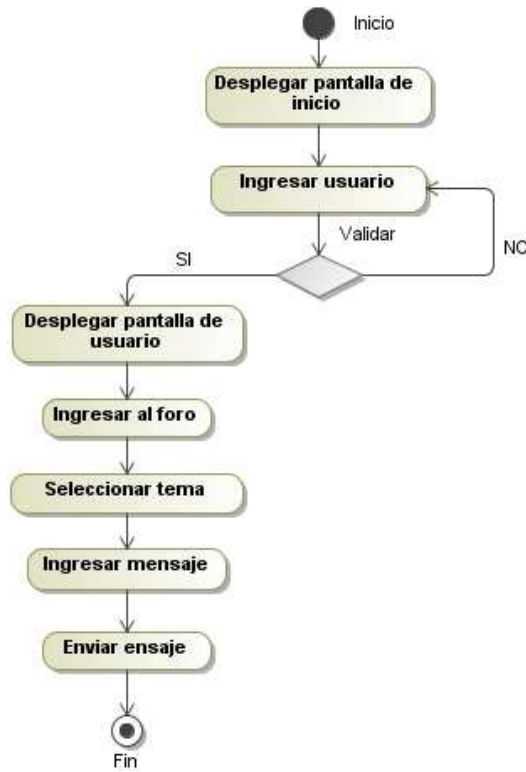 Inicio
Desplegar pantalla de
inicio
Ingresar usuario
Validar
SI
NO
Desplegar pantalla de
usuario
Ingresar al foro
Seleccionar tema
Ingresar mensaje
Enviar ensaje
Fin